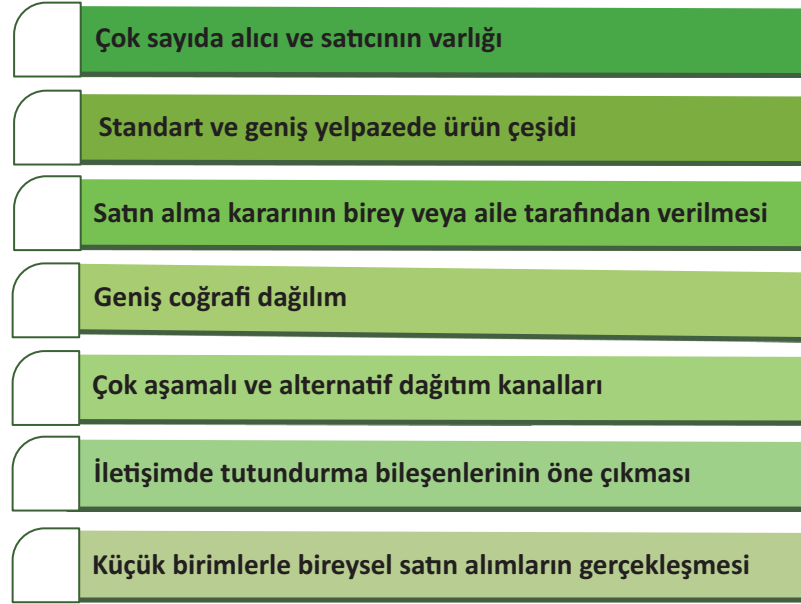 Çok sayıda alıcı ve satıcının varlığı
Standart ve geniş yelpazede ürün çeşidi
Satın alma kararının birey veya aile tarafından verilmesi
Geniş coğrafi dağılım
Çok aşamalı ve alternatif dağıtım kanalları
İletişimde tutundurma bileşenlerinin öne çıkması
Küçük birimlerle bireysel satın alımların gerçekleşmesi